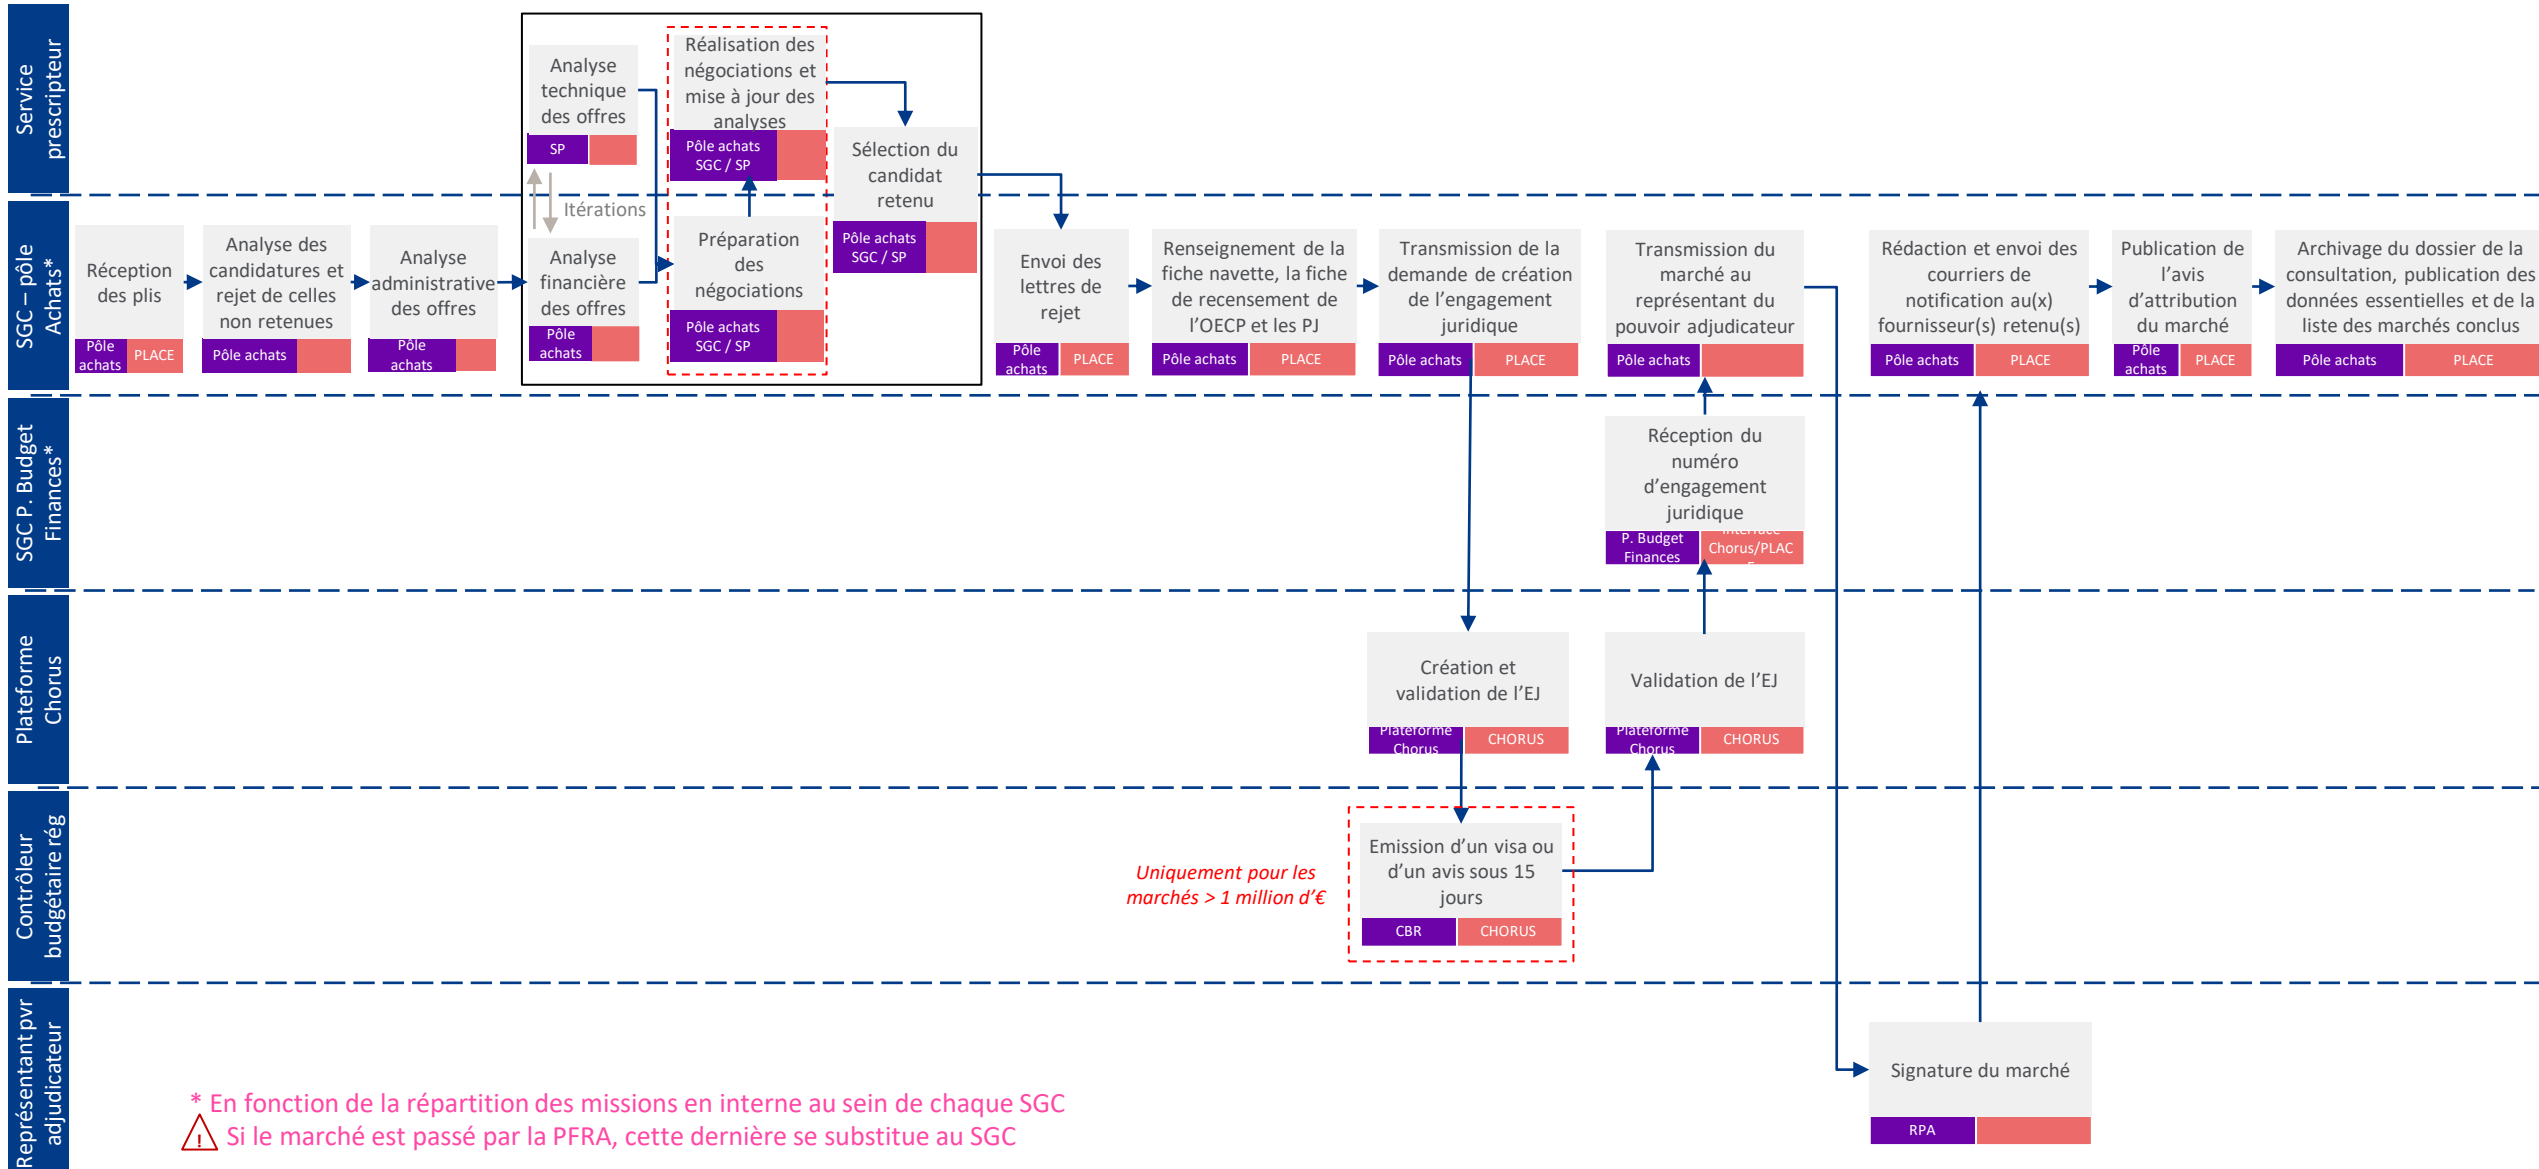 Service
prescripteur
Analyse
technique
des offres
SP
Réalisation des
négociations et
mise à jour des
analyses
Pôle achats
SGC / SP
Sélection du
candidat
retenu
Pôle achats
SGC / SP
Itérations
SGC – pôle
Achats*
Réception
des plis
Pôle
achats
PLACE
Analyse des
candidatures et
rejet de celles
non retenues
Pôle achats
Analyse
administrative
des offres
Pôle
achats
Analyse
financière
des offres
Pôle
achats
Préparation
des
négociations
Pôle achats
SGC / SP
Envoi des
lettres de
rejet
Pôle
achats
PLACE
Renseignement de la
fiche navette, la fiche
de recensement de
l’OECP et les PJ
Pôle achats
PLACE
Transmission de la
demande de création
de l’engagement
juridique
Pôle achats
PLACE
Transmission du
marché au
représentant du
pouvoir adjudicateur
Pôle achats
Rédaction et envoi des
courriers de
notification au(x)
fournisseur(s) retenu(s)
Pôle achats
PLACE
Publication de
l’avis
d’attribution
du marché
Pôle
achats
PLACE
Archivage du dossier de la
consultation, publication des
données essentielles et de la
liste des marchés conclus
Pôle achats
PLACE
SGC P. Budget
Finances*
Réception du
numéro
d’engagement
juridique
P. Budget
Finances
Interface
Chorus/PLAC
E
Plateforme
Chorus
Création et
validation de l’EJ
Plateforme
Chorus
CHORUS
Validation de l’EJ
Plateforme
Chorus
CHORUS
Contrôleur
budgétaire rég
Uniquement pour les
marchés > 1 million d’€
Emission d’un visa ou
d’un avis sous 15
jours
CBR
CHORUS
Représentant pvr
adjudicateur
Signature du marché
RPA
* En fonction de la répartition des missions en interne au sein de chaque SGC
! Si le marché est passé par la PFRA, cette dernière se substitue au SGC